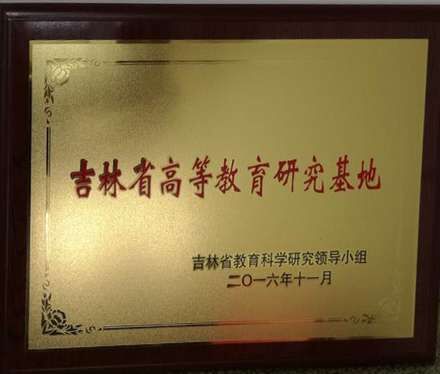 吉林省高等教育研究基地
吉林省教育科学研究领导小组
二〇一六年十一月